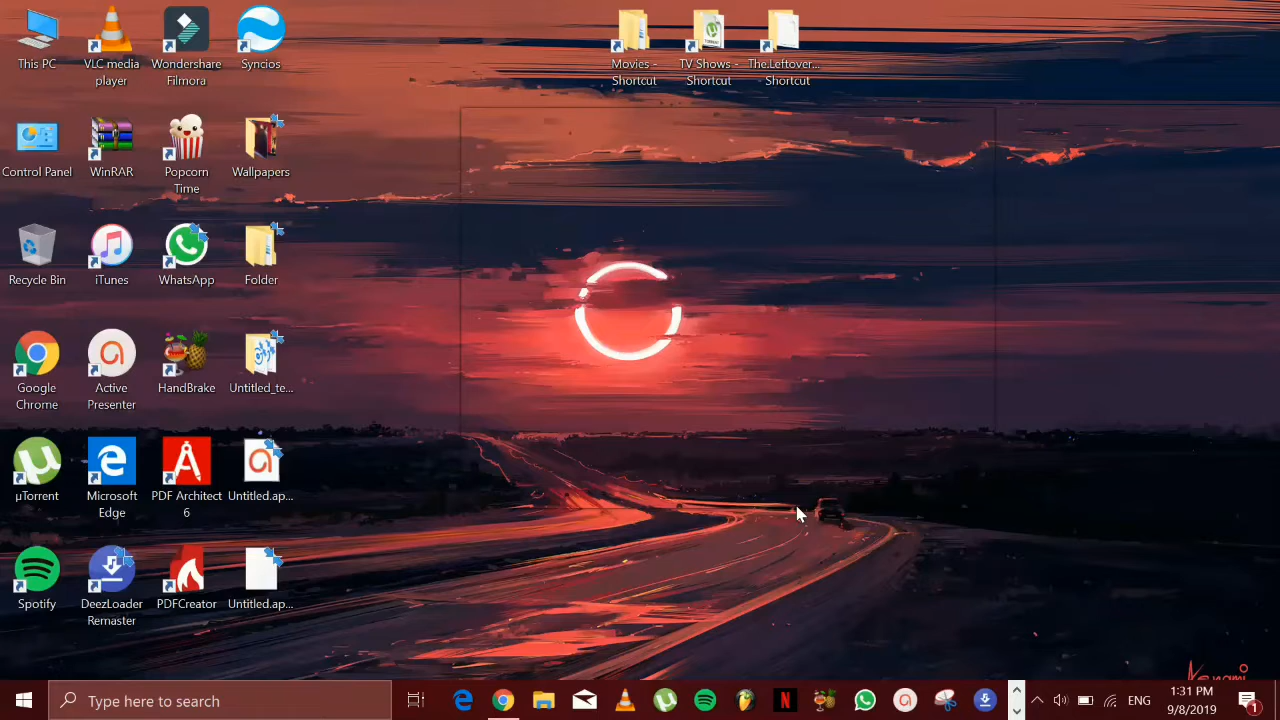 This PC
VLC media
player
Wondershare
Filmora
Syncios
Movies -
Shortcut
TV Shows -
Shortcut
The.Leftover...
- Shortcut
Control Panel
WinRAR
Popcorn
Time
Wallpapers
Recycle Bin
iTunes
WhatsApp
Folder
Google
Chrome
Active
Presenter
HandBrake
Untitled_te...
µTorrent
Microsoft
Edge
PDF Architect
6
Untitled.ap...
Spotify
DeezLoader
Remaster
PDFCreator
Untitled.ap...
Type here to search
ENG
1:31 PM
9/8/2019
1